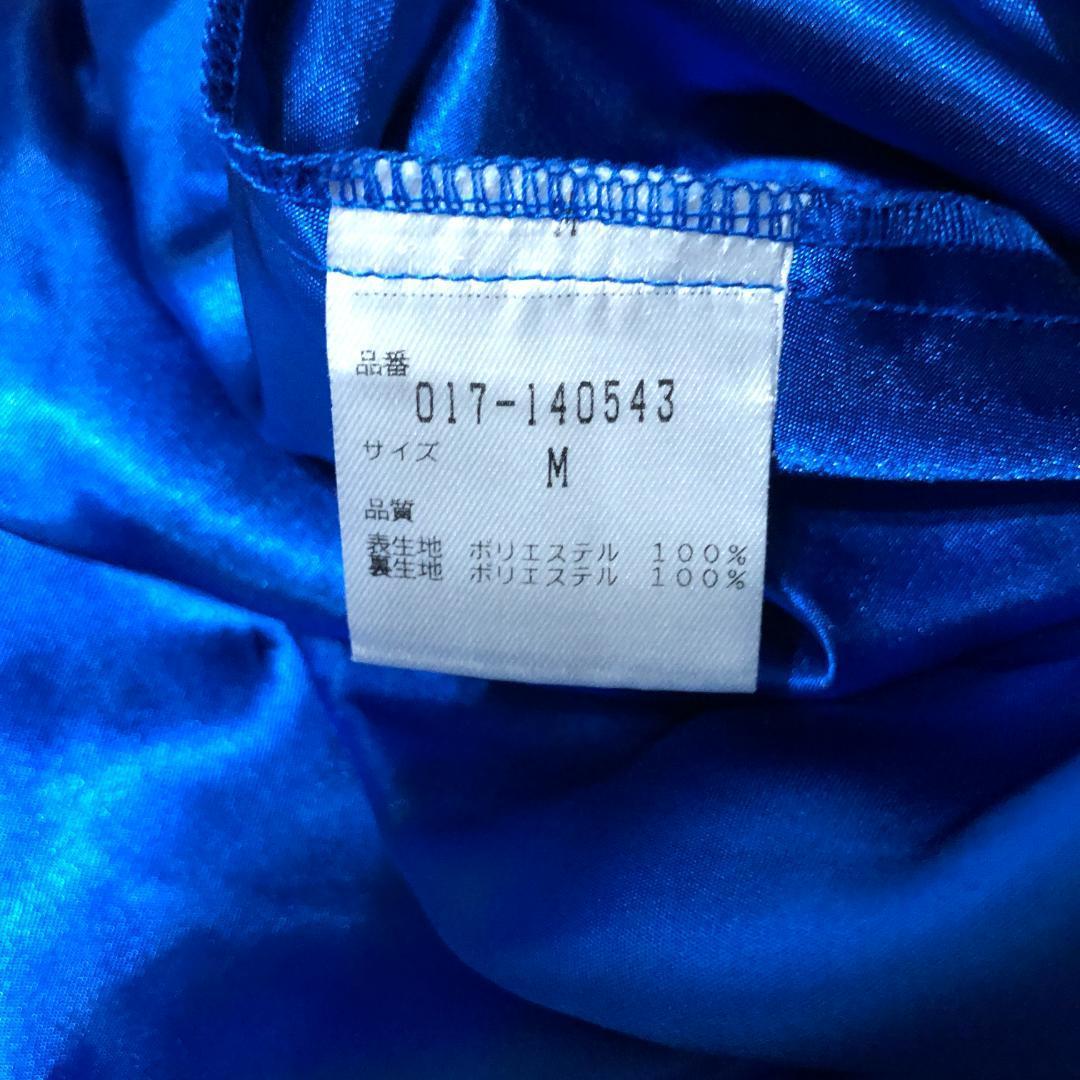 品番
017-140543
サイズ M
品質
表生地 ポリエステル 100%
裏生地 ポリエステル 100%